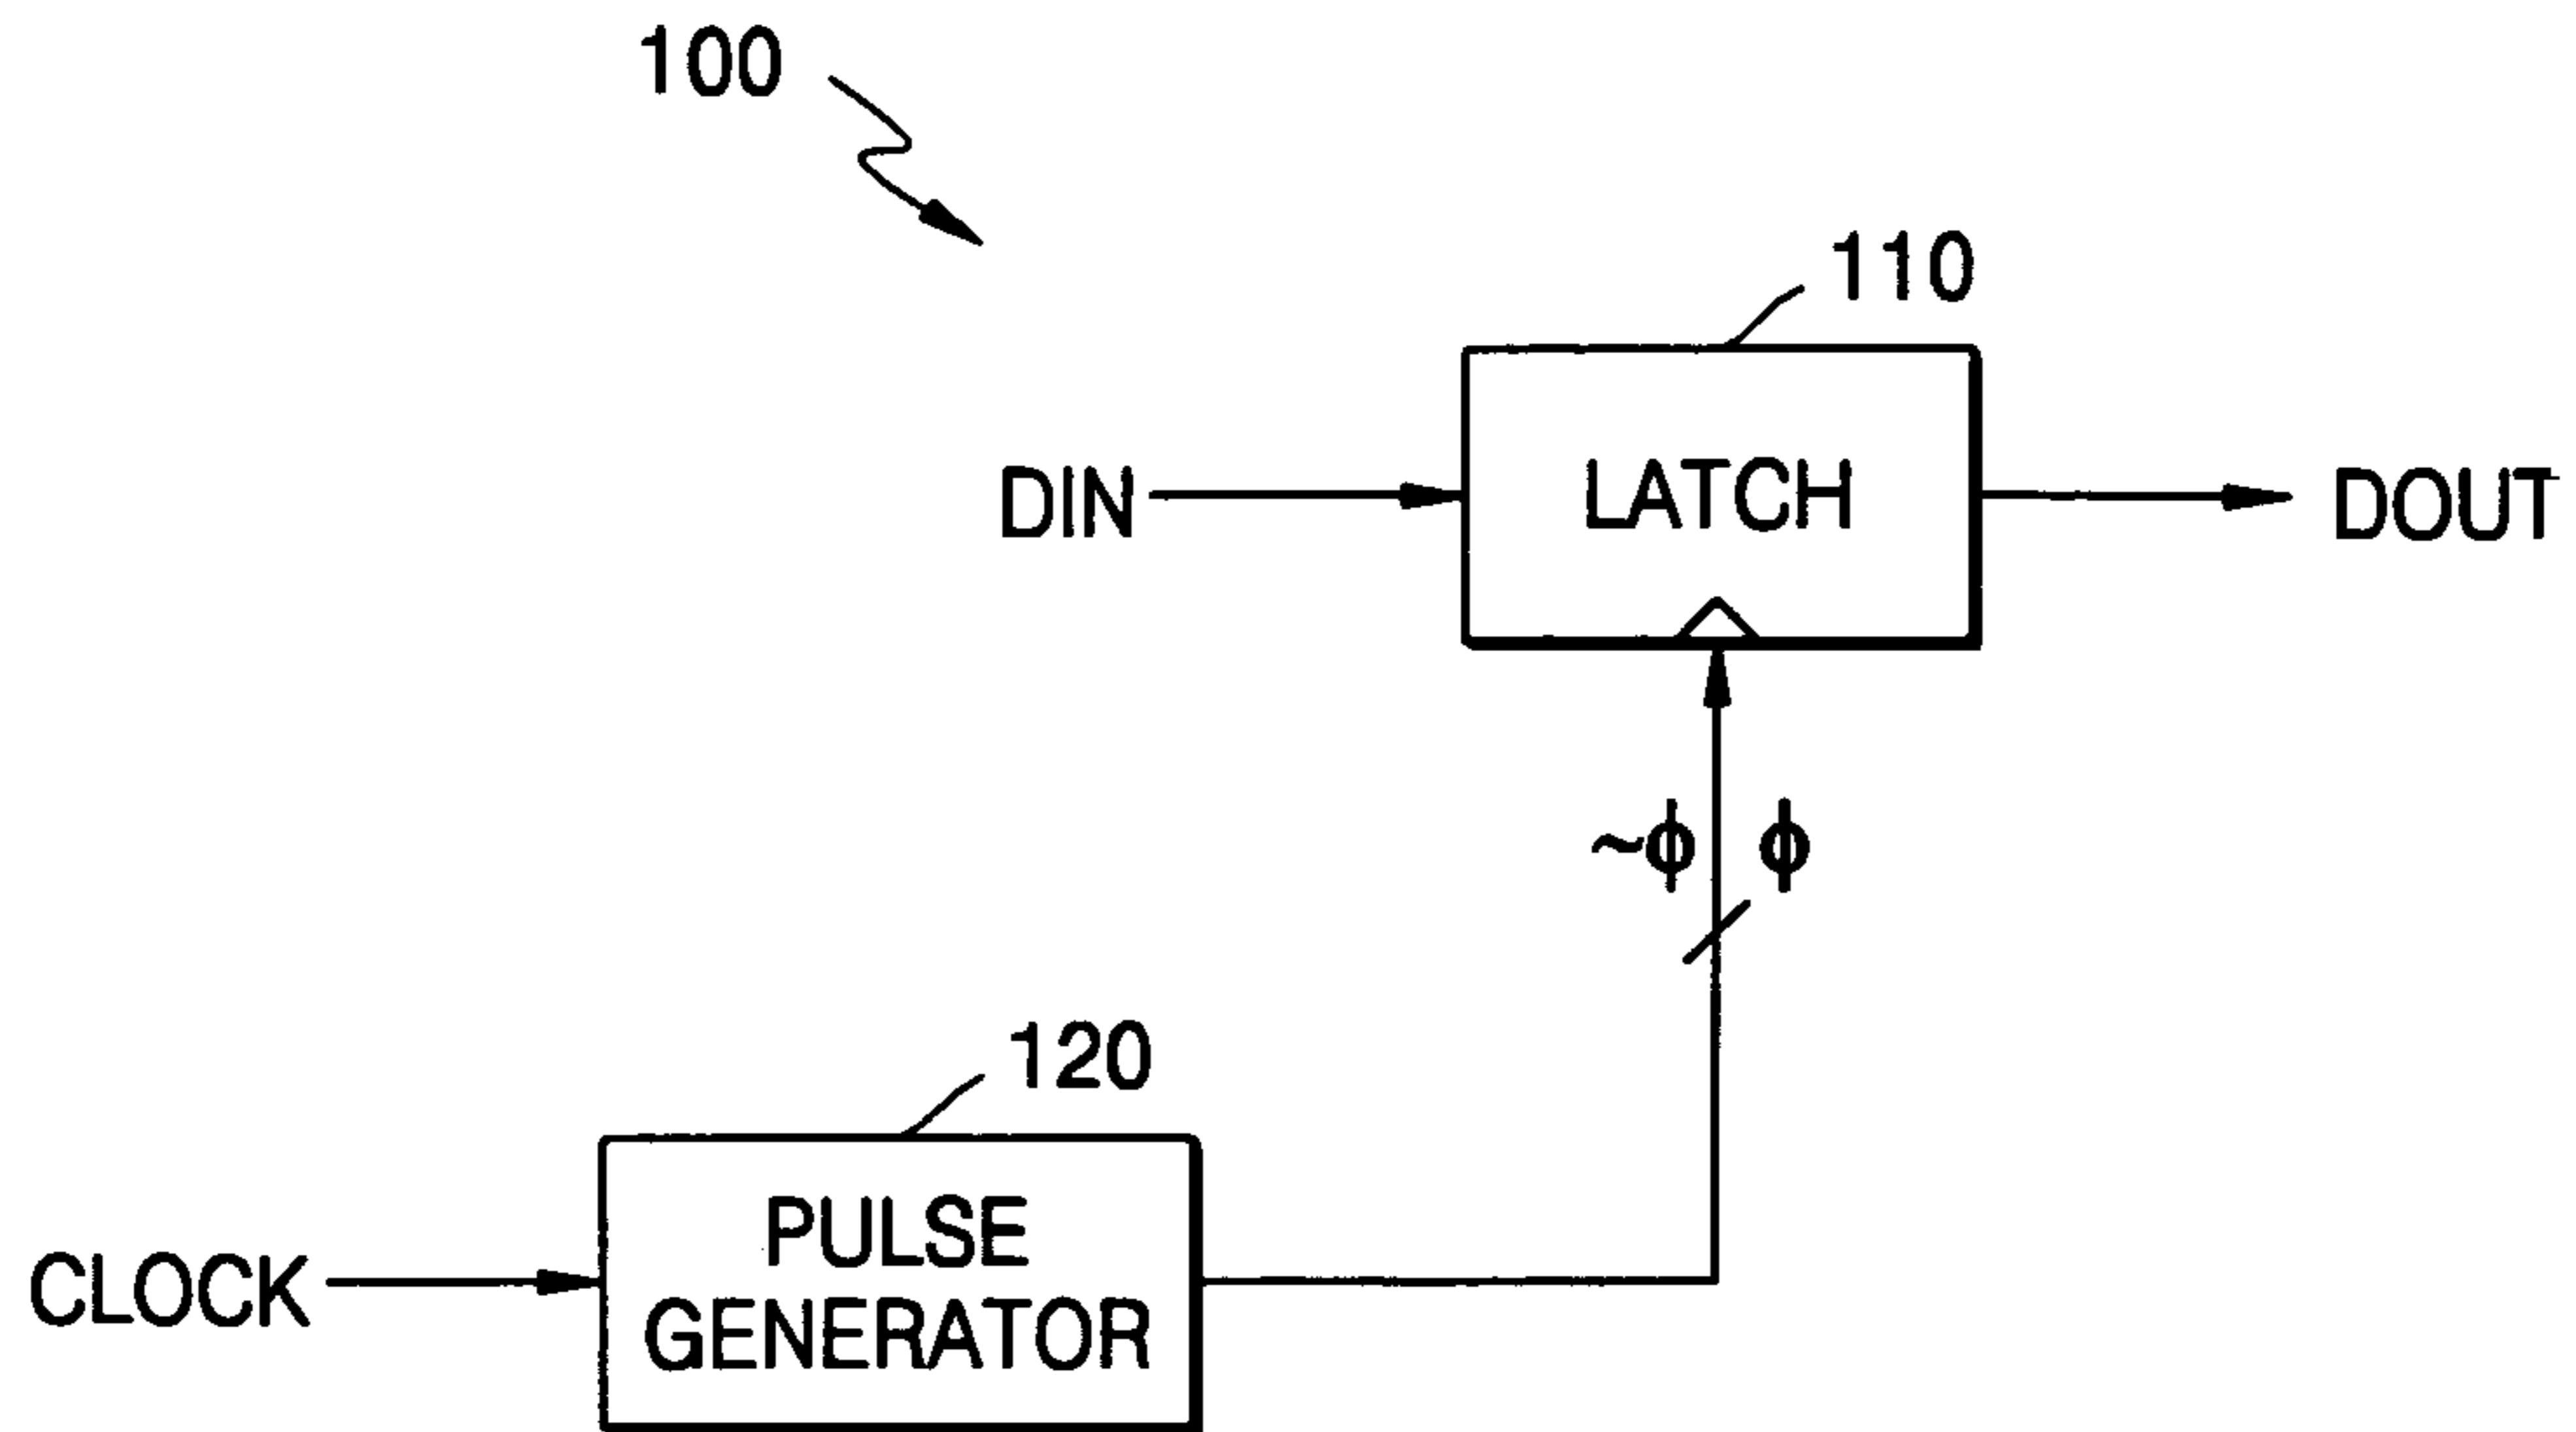 100
110
DIN
LATCH
DOUT
~ϕ ϕ
120
CLOCK
PULSE
GENERATOR